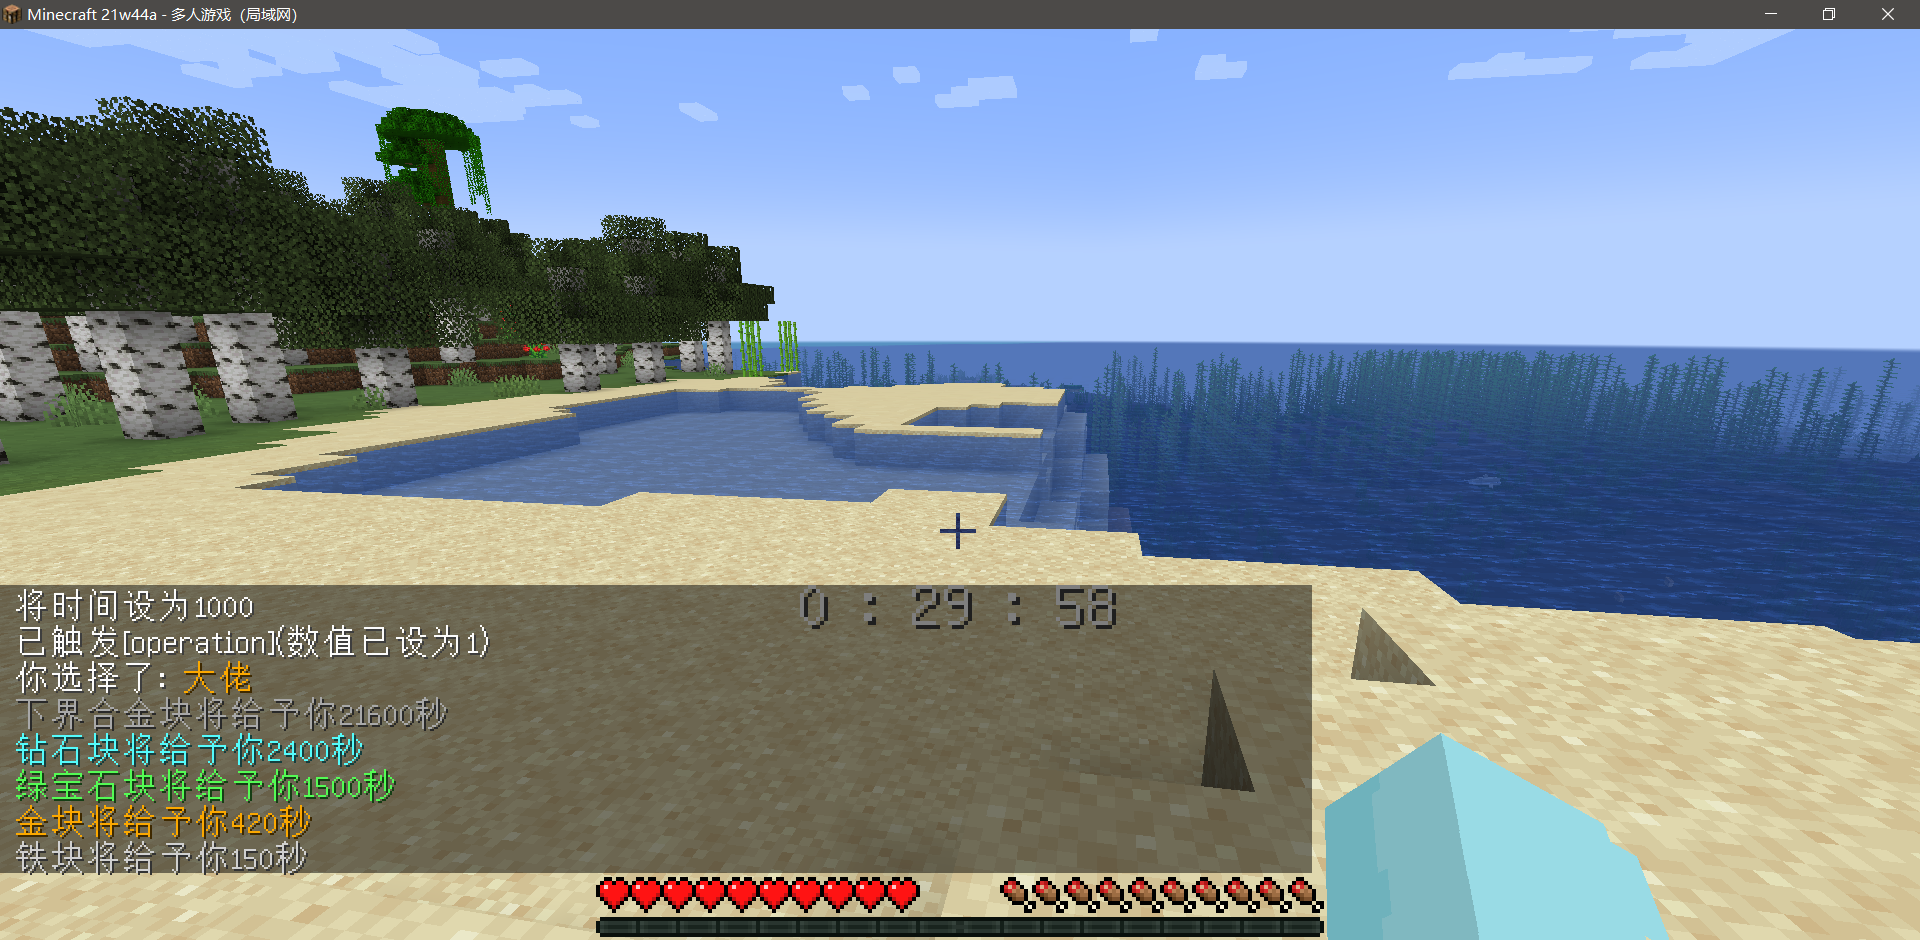 Minecraft 21w44a - 多人游戏（局域网）
0 : 29 : 58
将时间设为1000
已触发[operation](数值已设为1)
你选择了: 大佬
下界合金块将给予你21600秒
钻石块将给予你2400秒
绿宝石块将给予你1500秒
金块将给予你420秒
铁块将给予你150秒